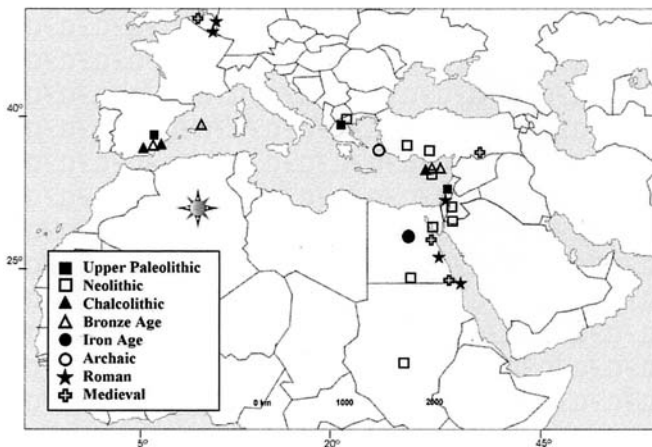 40°
25°
Upper Paleolithic
Neolithic
Chalcolithic
Bronze Age
Iron Age
Archaic
Roman
Medieval
0 km 1000 2000
5° 20° 45°